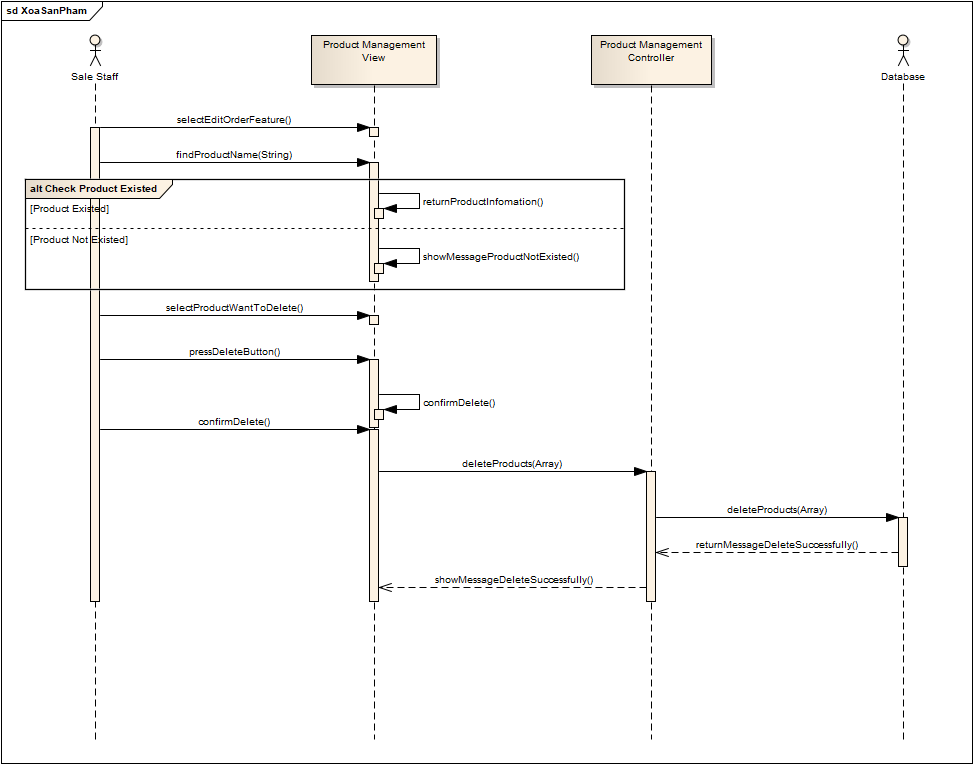 sd XoaSanPham
Sale Staff
Product Management
View
Product Management
Controller
Database
selectEditOrderFeature()
findProductName(String)
alt Check Product Existed
[Product Existed]
returnProductInfomation()
[Product Not Existed]
showMessageProductNotExisted()
selectProductWantToDelete()
pressDeleteButton()
confirmDelete()
confirmDelete()
deleteProducts(Array)
deleteProducts(Array)
returnMessageDeleteSuccessfully()
showMessageDeleteSuccessfully()